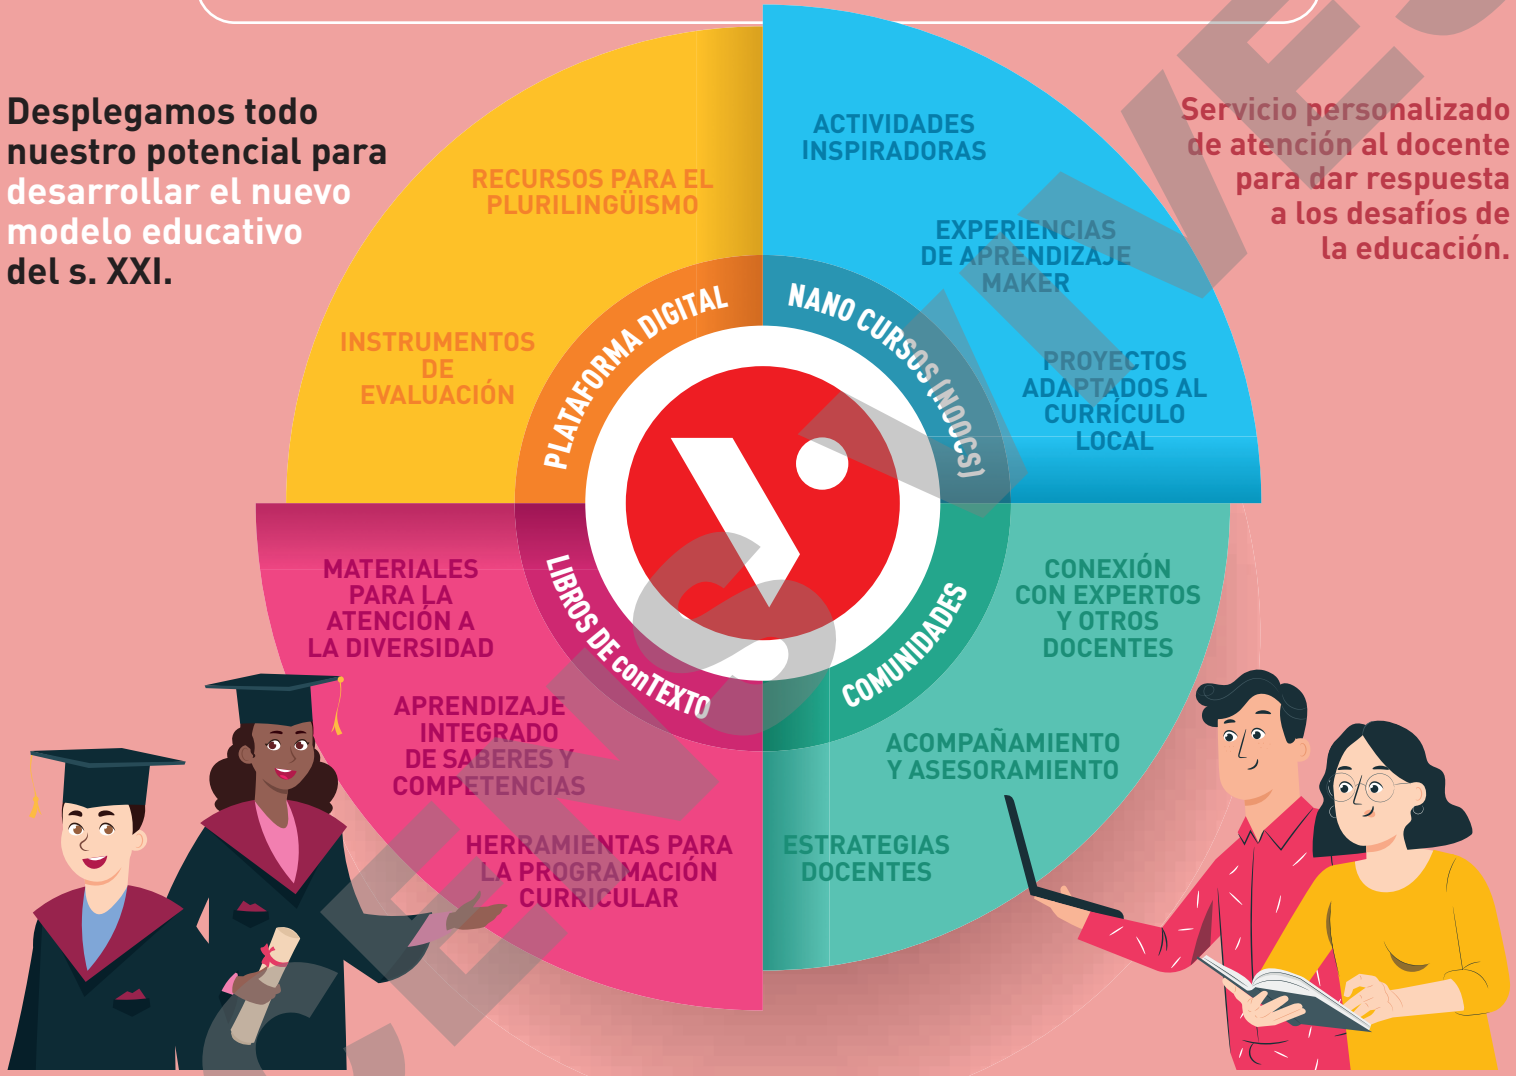 Desplegamos todo
nuestro potencial para
desarrollar el nuevo
modelo educativo
del s. XXI.
Servicio personalizado
de atención al docente
para dar respuesta
a los desafíos de
la educación.
RECURSOS PARA EL
PLURILINGÜISMO
INSTRUMENTOS
DE
EVALUACIÓN
PLATAFORMA DIGITAL
ACTIVIDADES
INSPIRADORAS
EXPERIENCIAS
DE APRENDIZAJE
MAKER
PROYECTOS
ADAPTADOS AL
CURRÍCULO
LOCAL
NANO CURSOS (NOOCS)
MATERIALES
PARA LA
ATENCIÓN A
LA DIVERSIDAD
APRENDIZAJE
INTEGRADO
DE SABERES Y
COMPETENCIAS
HERRAMIENTAS PARA
LA PROGRAMACIÓN
CURRICULAR
LIBROS DE conTEXTO
CONEXIÓN
CON EXPERTOS
Y OTROS
DOCENTES
ACOMPAÑAMIENTO
Y ASESORAMIENTO
ESTRATEGIAS
DOCENTES
COMUNIDADES